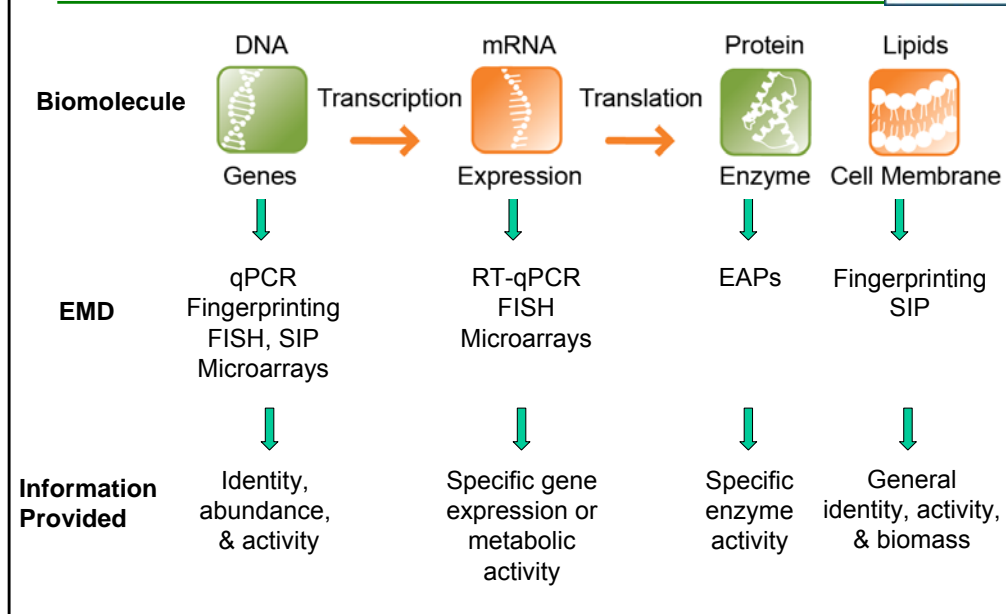 DNA
mRNA
Protein
Lipids
Biomolecule
Transcription
Translation
Genes
Expression
Enzyme
Cell Membrane
EMD
qPCR
Fingerprinting
FISH, SIP
Microarrays
RT-qPCR
FISH
Microarrays
EAPs
Fingerprinting
SIP
Information
Provided
Identity,
abundance,
& activity
Specific gene
expression or
metabolic
activity
Specific
enzyme
activity
General
identity, activity,
& biomass